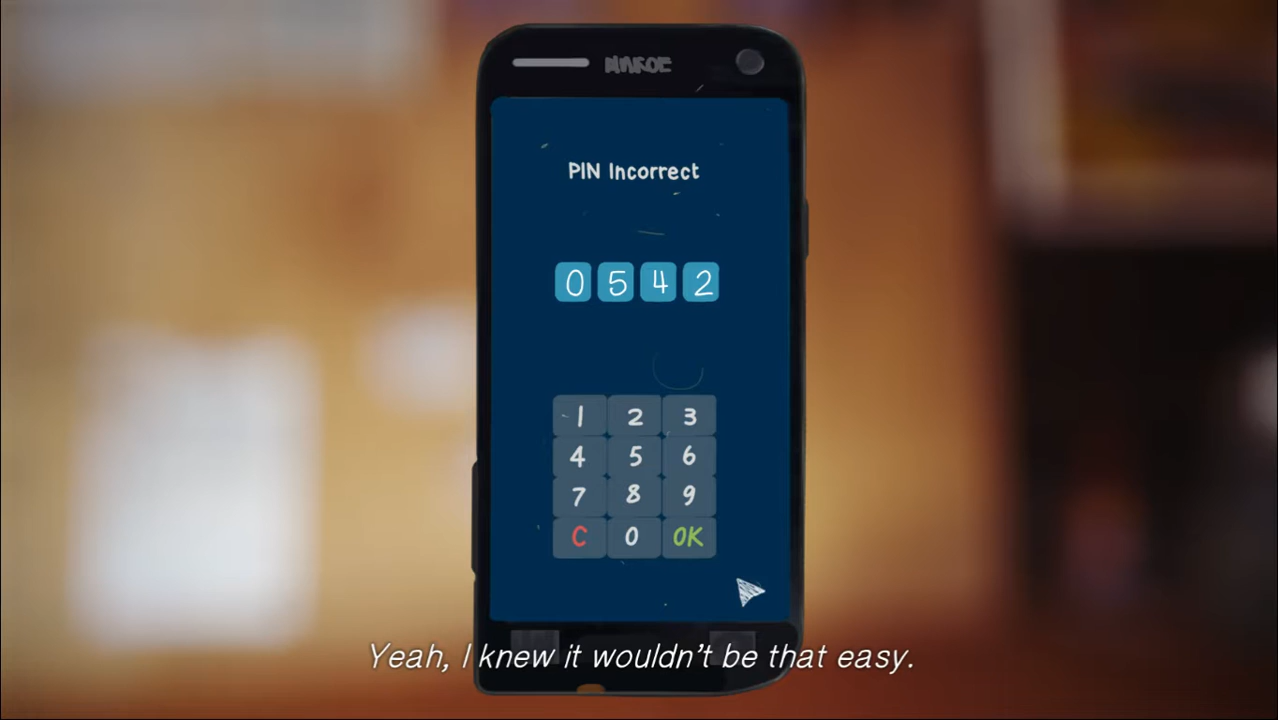 PIN Incorrect
0 5 4 2
1 2 3
4 5 6
7 8 9
C 0 OK
Yeah, I knew it wouldn't be that easy.